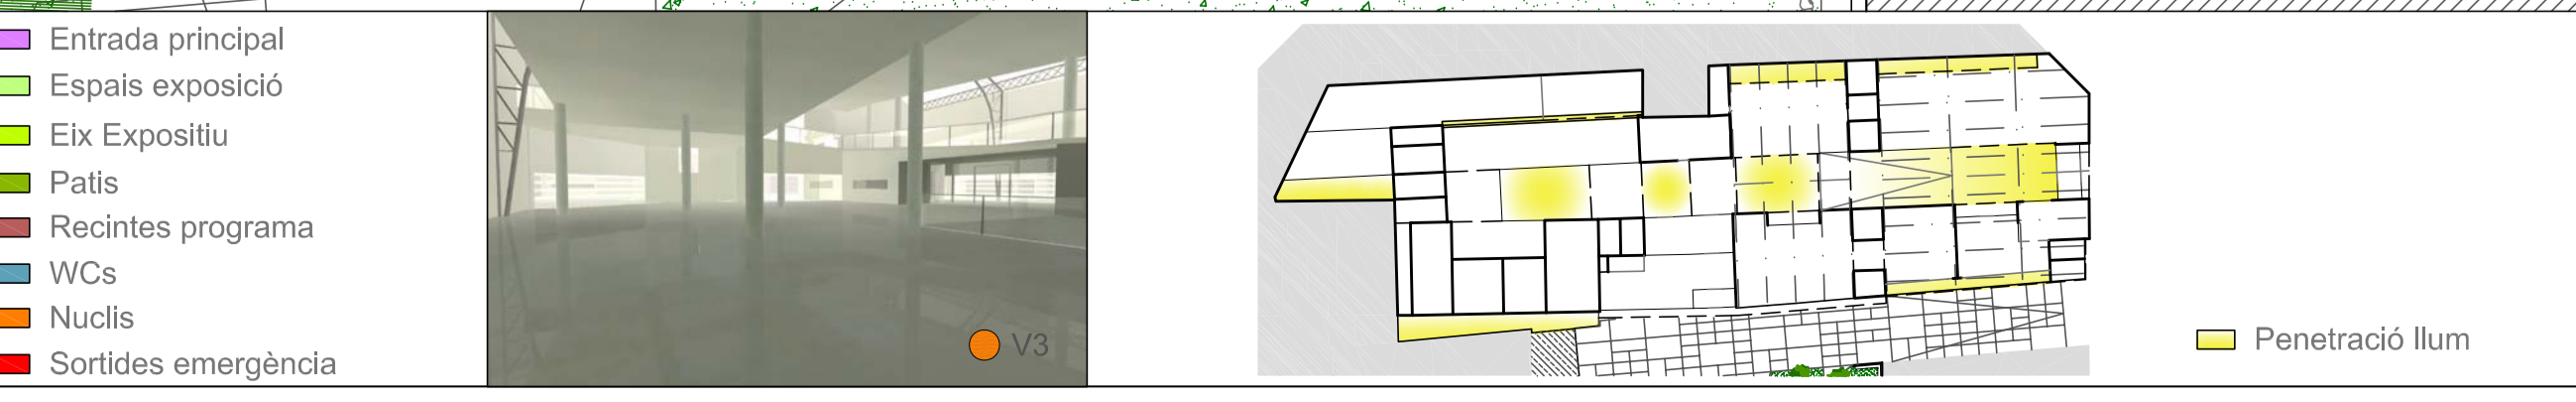 Entrada principal
Espais exposició
Eix Expositiu
Patis
Recintes programa
WCs
Nuclis
Sortides emergència
V3
Penetració llum